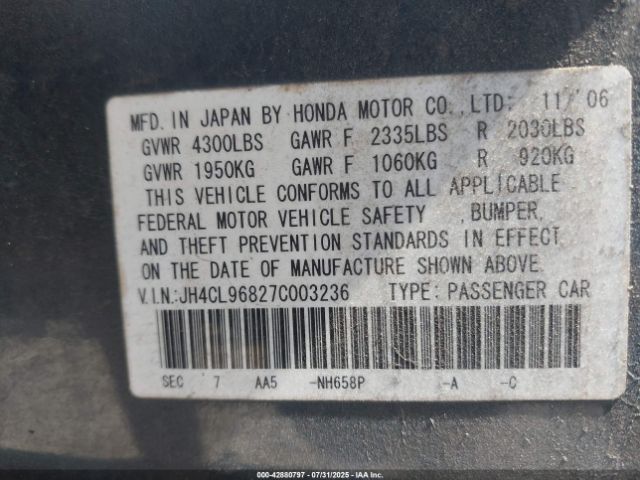 MFD. IN JAPAN BY HONDA MOTOR CO., LTD: 11/06
GVWR 4300LBS GAWR F 2335LBS R 2030LBS
GVWR 1950KG GAWR F 1060KG R 920KG
THIS VEHICLE CONFORMS TO ALL APPLICABLE
FEDERAL MOTOR VEHICLE SAFETY , BUMPER,
AND THEFT PREVENTION STANDARDS IN EFFECT
ON THE DATE OF MANUFACTURE SHOWN ABOVE.
V.I.N:JH4CL96827C003236 TYPE: PASSENGER CAR
SEC 7 AA5 -NH658P -A -C
000-42880797 - 07/31/2025 - IAA Inc.